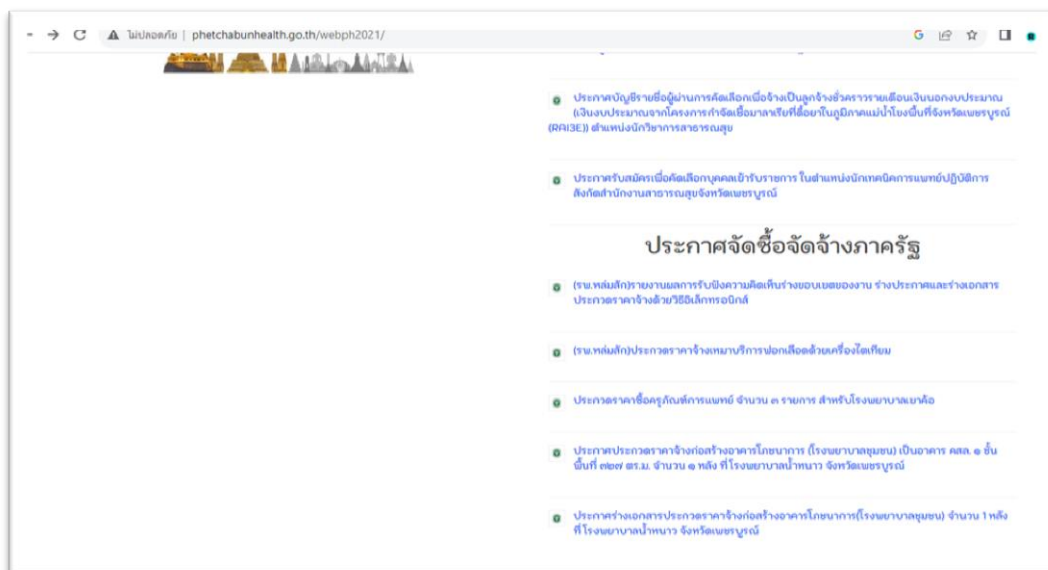 ไม่ปลอดภัย | phetchabunhealth.go.th/webph2021/
ประกาศบัญชีรายชื่อผู้ผ่านการคัดเลือกเพื่อจ้างเป็นลูกจ้างชั่วคราวรายเดือนเงินนอกงบประมาณ
(เงินงบประมาณจากโครงการกำจัดเชื้อมาลาเรียที่ดื้อยาในภูมิภาคแม่น้ำโขงพื้นที่จังหวัดเพชรบูรณ์
(RAI3E)) ตำแหน่งนักวิชาการสาธารณสุข
ประกาศรับสมัครเพื่อคัดเลือกบุคคลเข้ารับราชการ ในตำแหน่งนักเทคนิคการแพทย์ปฏิบัติการ
สังกัดสำนักงานสาธารณสุขจังหวัดเพชรบูรณ์
ประกาศจัดซื้อจัดจ้างภาครัฐ
(รพ.หล่มสัก)รายงานผลการรับฟังความคิดเห็นร่างขอบเขตของงาน ร่างประกาศและร่างเอกสาร
ประกวดราคาจ้างด้วยวิธีอิเล็กทรอนิกส์
(รพ.หล่มสัก)ประกวดราคาจ้างเหมาบริการฟอกเลือดด้วยเครื่องไตเทียม
ประกวดราคาซื้อครุภัณฑ์การแพทย์ จำนวน ๓ รายการ สำหรับโรงพยาบาลเขาค้อ
ประกาศประกวดราคาจ้างก่อสร้างอาคารโภชนาการ (โรงพยาบาลชุมชน) เป็นอาคาร คสล. ๑ ชั้น
พื้นที่ ๓๒๗ ตร.ม. จำนวน ๑ หลัง ที่โรงพยาบาลน้ำหนาว จังหวัดเพชรบูรณ์
ประกาศร่างเอกสารประกวดราคาจ้างก่อสร้างอาคารโภชนาการ(โรงพยาบาลชุมชน) จำนวน 1 หลัง
ที่โรงพยาบาลน้ำหนาว จังหวัดเพชรบูรณ์